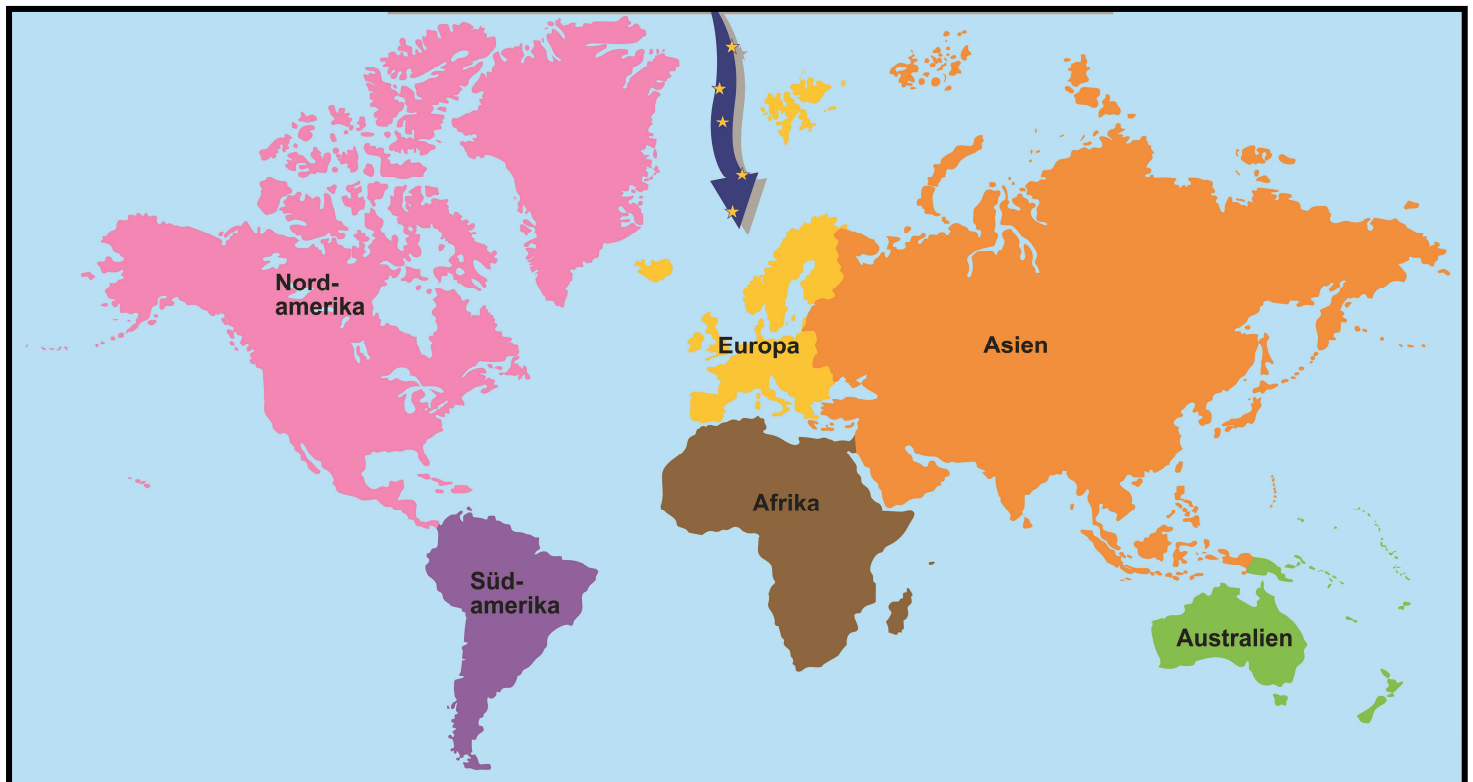 Nord-
amerika
Europa
Asien
Afrika
Süd-
amerika
Australien